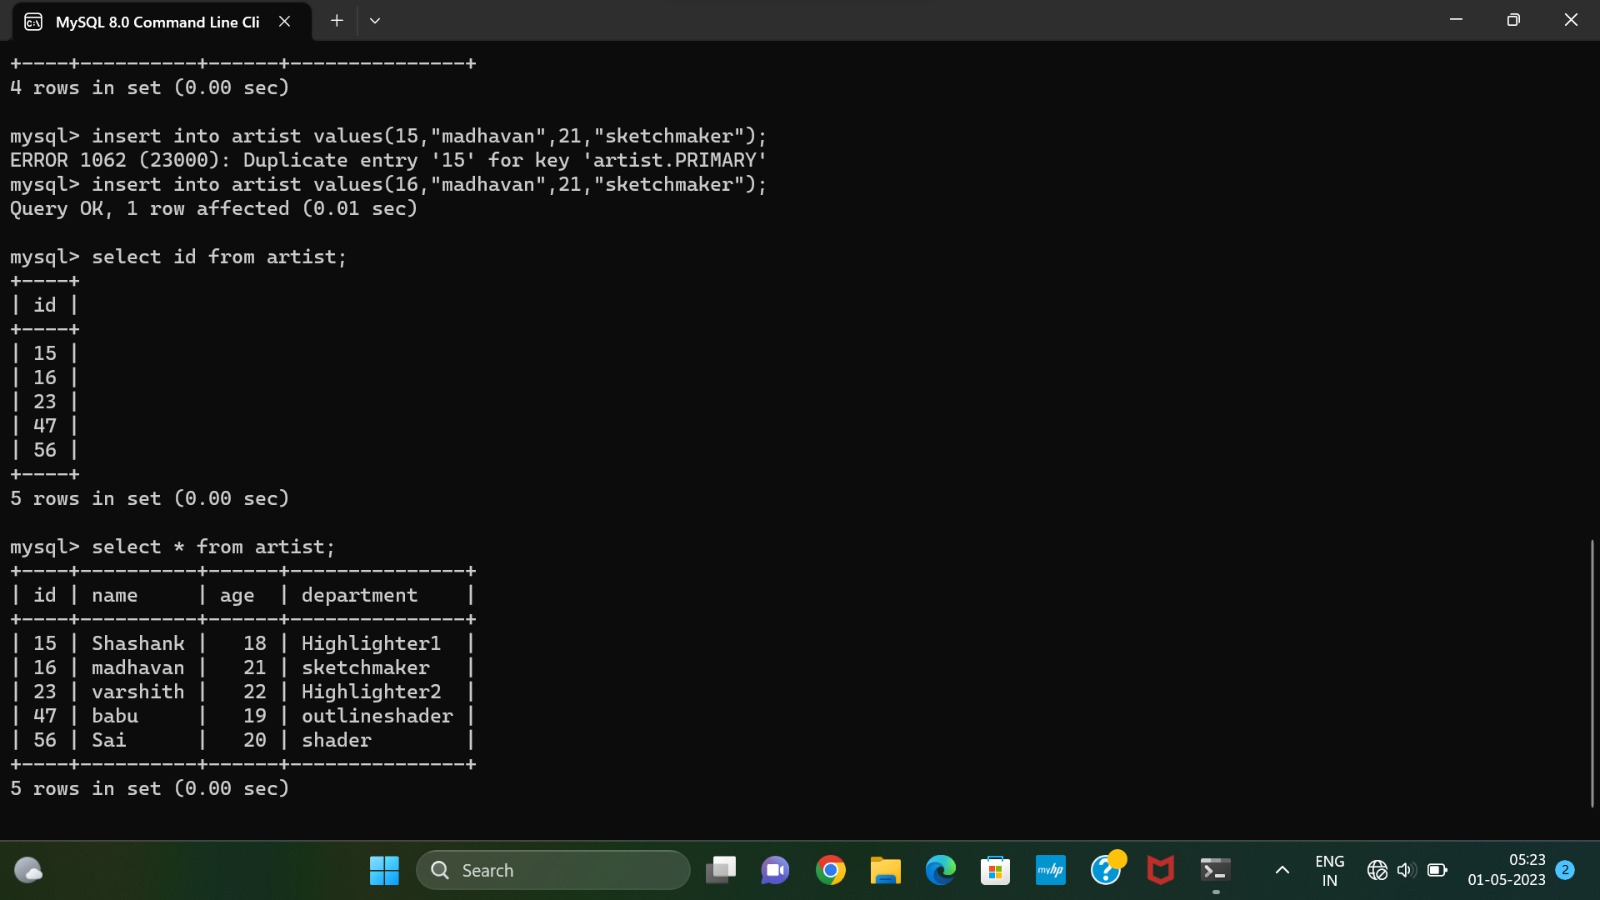 MySQL 8.0 Command Line Cli
+----+----------+------+---------------+
4 rows in set (0.00 sec)
mysql> insert into artist values(15,"madhavan",21,"sketchmaker");
ERROR 1062 (23000): Duplicate entry '15' for key 'artist.PRIMARY'
mysql> insert into artist values(16,"madhavan",21,"sketchmaker");
Query OK, 1 row affected (0.01 sec)
mysql> select id from artist;
+----+
| id |
+----+
| 15 |
| 16 |
| 23 |
| 47 |
| 56 |
+----+
5 rows in set (0.00 sec)
mysql> select * from artist;
+----+----------+------+---------------+
| id | name     | age  | department    |
+----+----------+------+---------------+
| 15 | Shashank |   18 | Highlighter1  |
| 16 | madhavan |   21 | sketchmaker   |
| 23 | varshith |   22 | Highlighter2  |
| 47 | babu     |   19 | outlineshader |
| 56 | Sai      |   20 | shader        |
+----+----------+------+---------------+
5 rows in set (0.00 sec)
Search
myhp
ENG
IN
05:23
01-05-2023
2